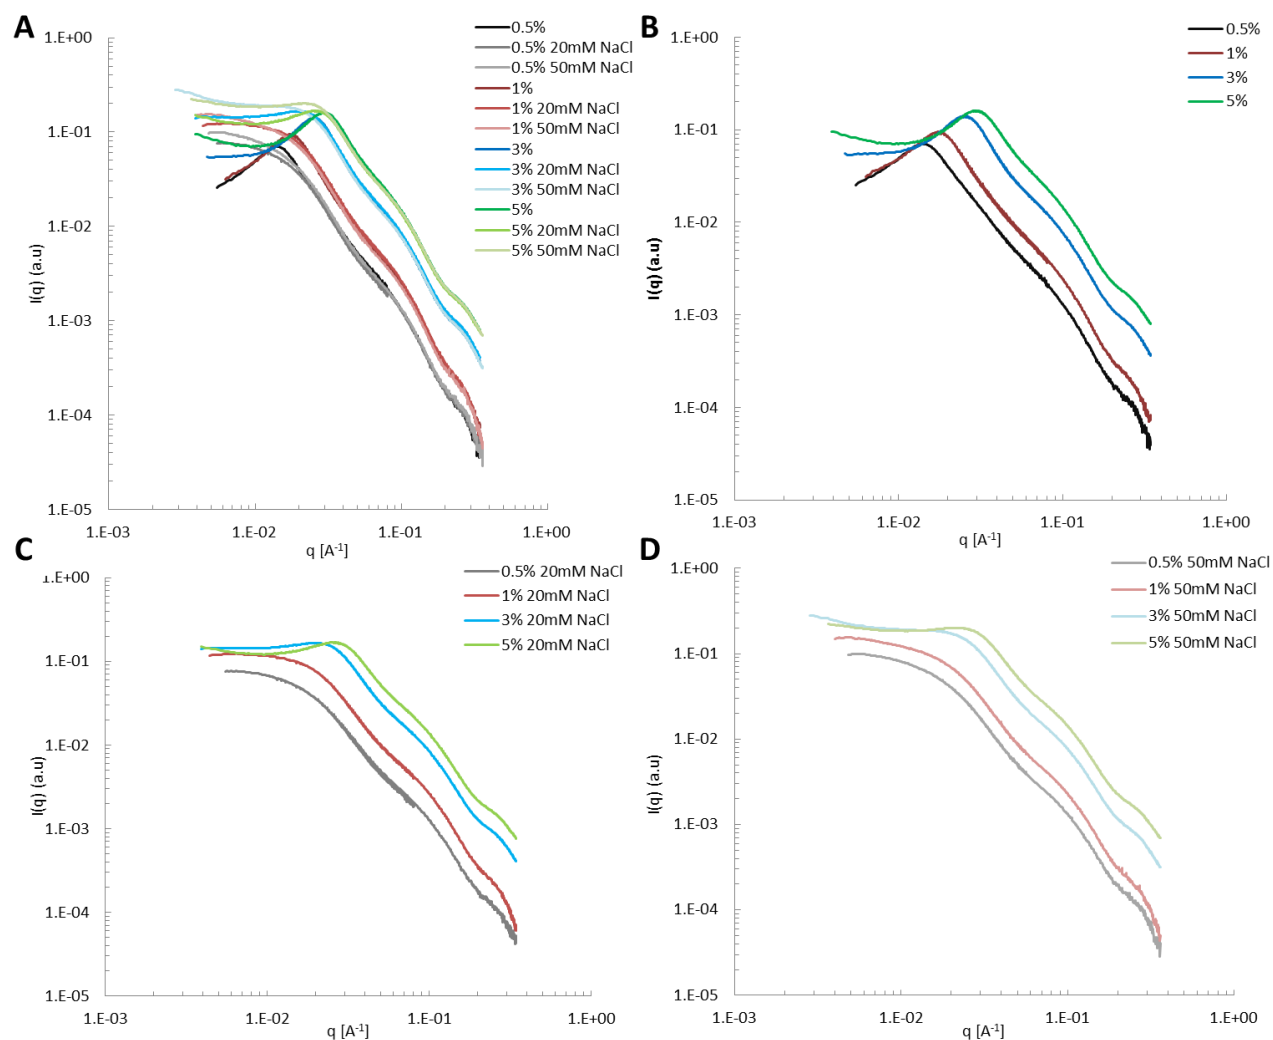 A
1.E+00
1.E-01
1.E-02
1.E-03
1.E-04
1.E-05
I(q) (a.u)
1.E-03
1.E-02
1.E-01
1.E+00
q [A-1]
0.5%
0.5% 20mM NaCl
0.5% 50mM NaCl
1%
1% 20mM NaCl
1% 50mM NaCl
3%
3% 20mM NaCl
3% 50mM NaCl
5%
5% 20mM NaCl
5% 50mM NaCl
B
1.E+00
1.E-01
1.E-02
1.E-03
1.E-04
1.E-05
I(q) (a.u)
1.E-03
1.E-02
1.E-01
1.E+00
q [A-1]
0.5%
1%
3%
5%
C
1.E+00
1.E-01
1.E-02
1.E-03
1.E-04
1.E-05
I(q) (a.u)
1.E-03
1.E-02
1.E-01
1.E+00
q [A-1]
0.5% 20mM NaCl
1% 20mM NaCl
3% 20mM NaCl
5% 20mM NaCl
D
1.E+00
1.E-01
1.E-02
1.E-03
1.E-04
1.E-05
I(q) (a.u)
1.E-03
1.E-02
1.E-01
1.E+00
q [A-1]
0.5% 50mM NaCl
1% 50mM NaCl
3% 50mM NaCl
5% 50mM NaCl